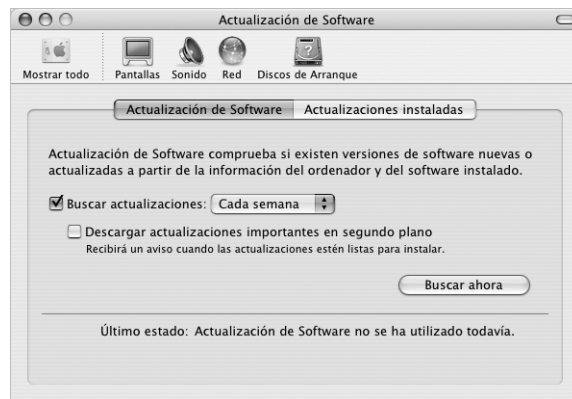 Actualización de Software
Mostrar todo Pantallas Sonido Red Discos de Arranque
Actualización de Software Actualizaciones instaladas
Actualización de Software comprueba si existen versiones de software nuevas o
actualizadas a partir de la información del ordenador y del software instalado.
Buscar actualizaciones: Cada semana
Descargar actualizaciones importantes en segundo plano
Recibirá un aviso cuando las actualizaciones estén listas para instalar.
Buscar ahora
Último estado: Actualización de Software no se ha utilizado todavía.